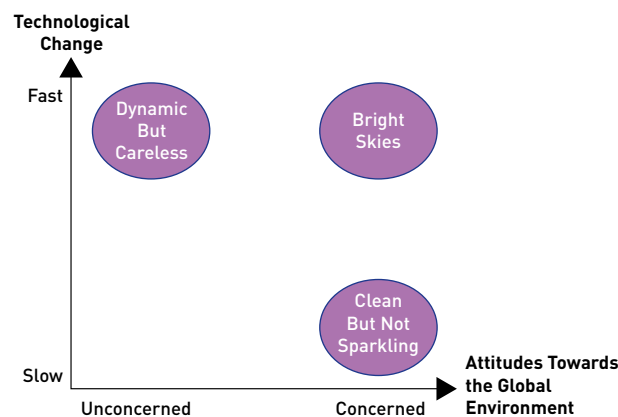 Technological
Change
Fast
Dynamic
But
Careless
Bright
Skies
Clean
But Not
Sparkling
Slow
Attitudes Towards
the Global
Environment
Unconcerned
Concerned